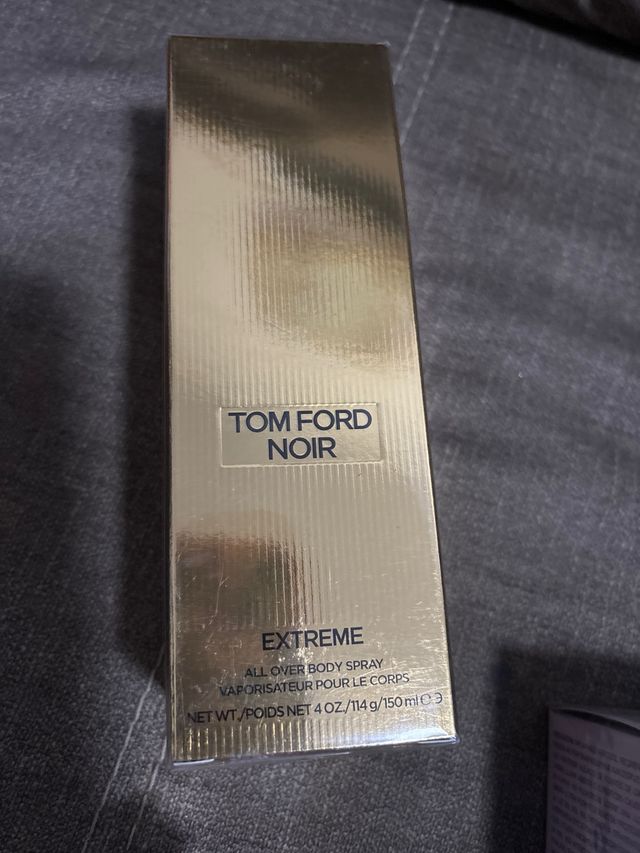 TOM FORD
NOIR
EXTREME
ALL OVER BODY SPRAY
VAPORISATEUR POUR LE CORPS
NET WT./POIDS NET 4 OZ./114 g/150 ml ℮